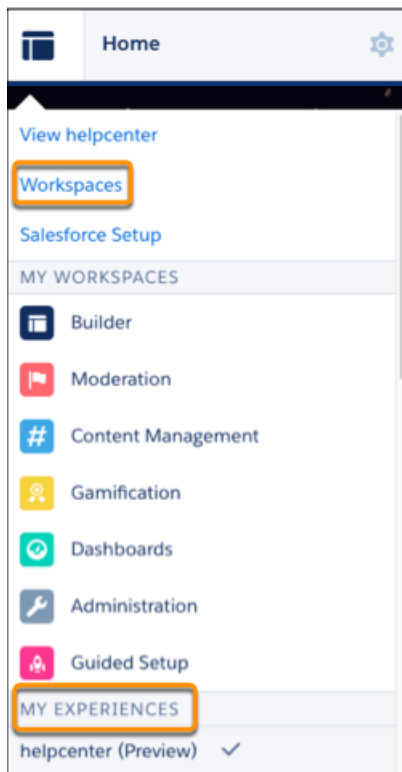 Home
View helpcenter
Workspaces
Salesforce Setup
MY WORKSPACES
Builder
Moderation
# Content Management
Gamification
Dashboards
Administration
Guided Setup
MY EXPERIENCES
helpcenter (Preview)